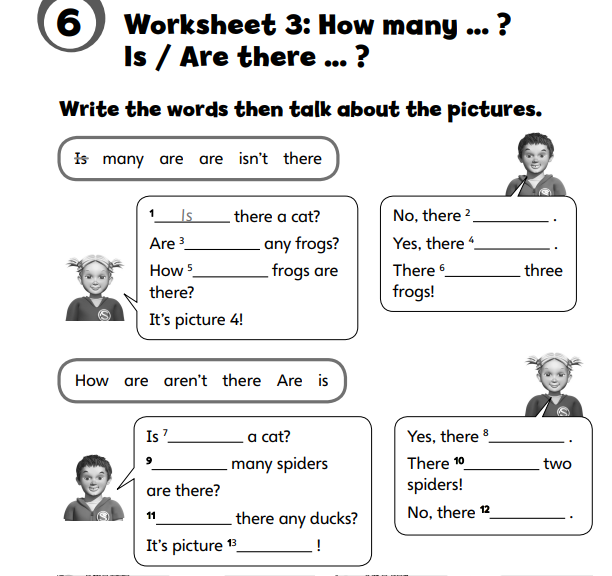 6
Worksheet 3: How many ... ?
Is / Are there ... ?
Write the words then talk about the pictures.
Is many are are isn't there
1 Is there a cat?
Are 3________ any frogs?
How 5________ frogs are
there?
It's picture 4!
No, there 2________ .
Yes, there 4________ .
There 6________ three
frogs!
How are aren't there Are is
Is 7________ a cat?
9________ many spiders
are there?
11________ there any ducks?
It's picture 13________ !
Yes, there 8________ .
There 10________ two
spiders!
No, there 12________ .